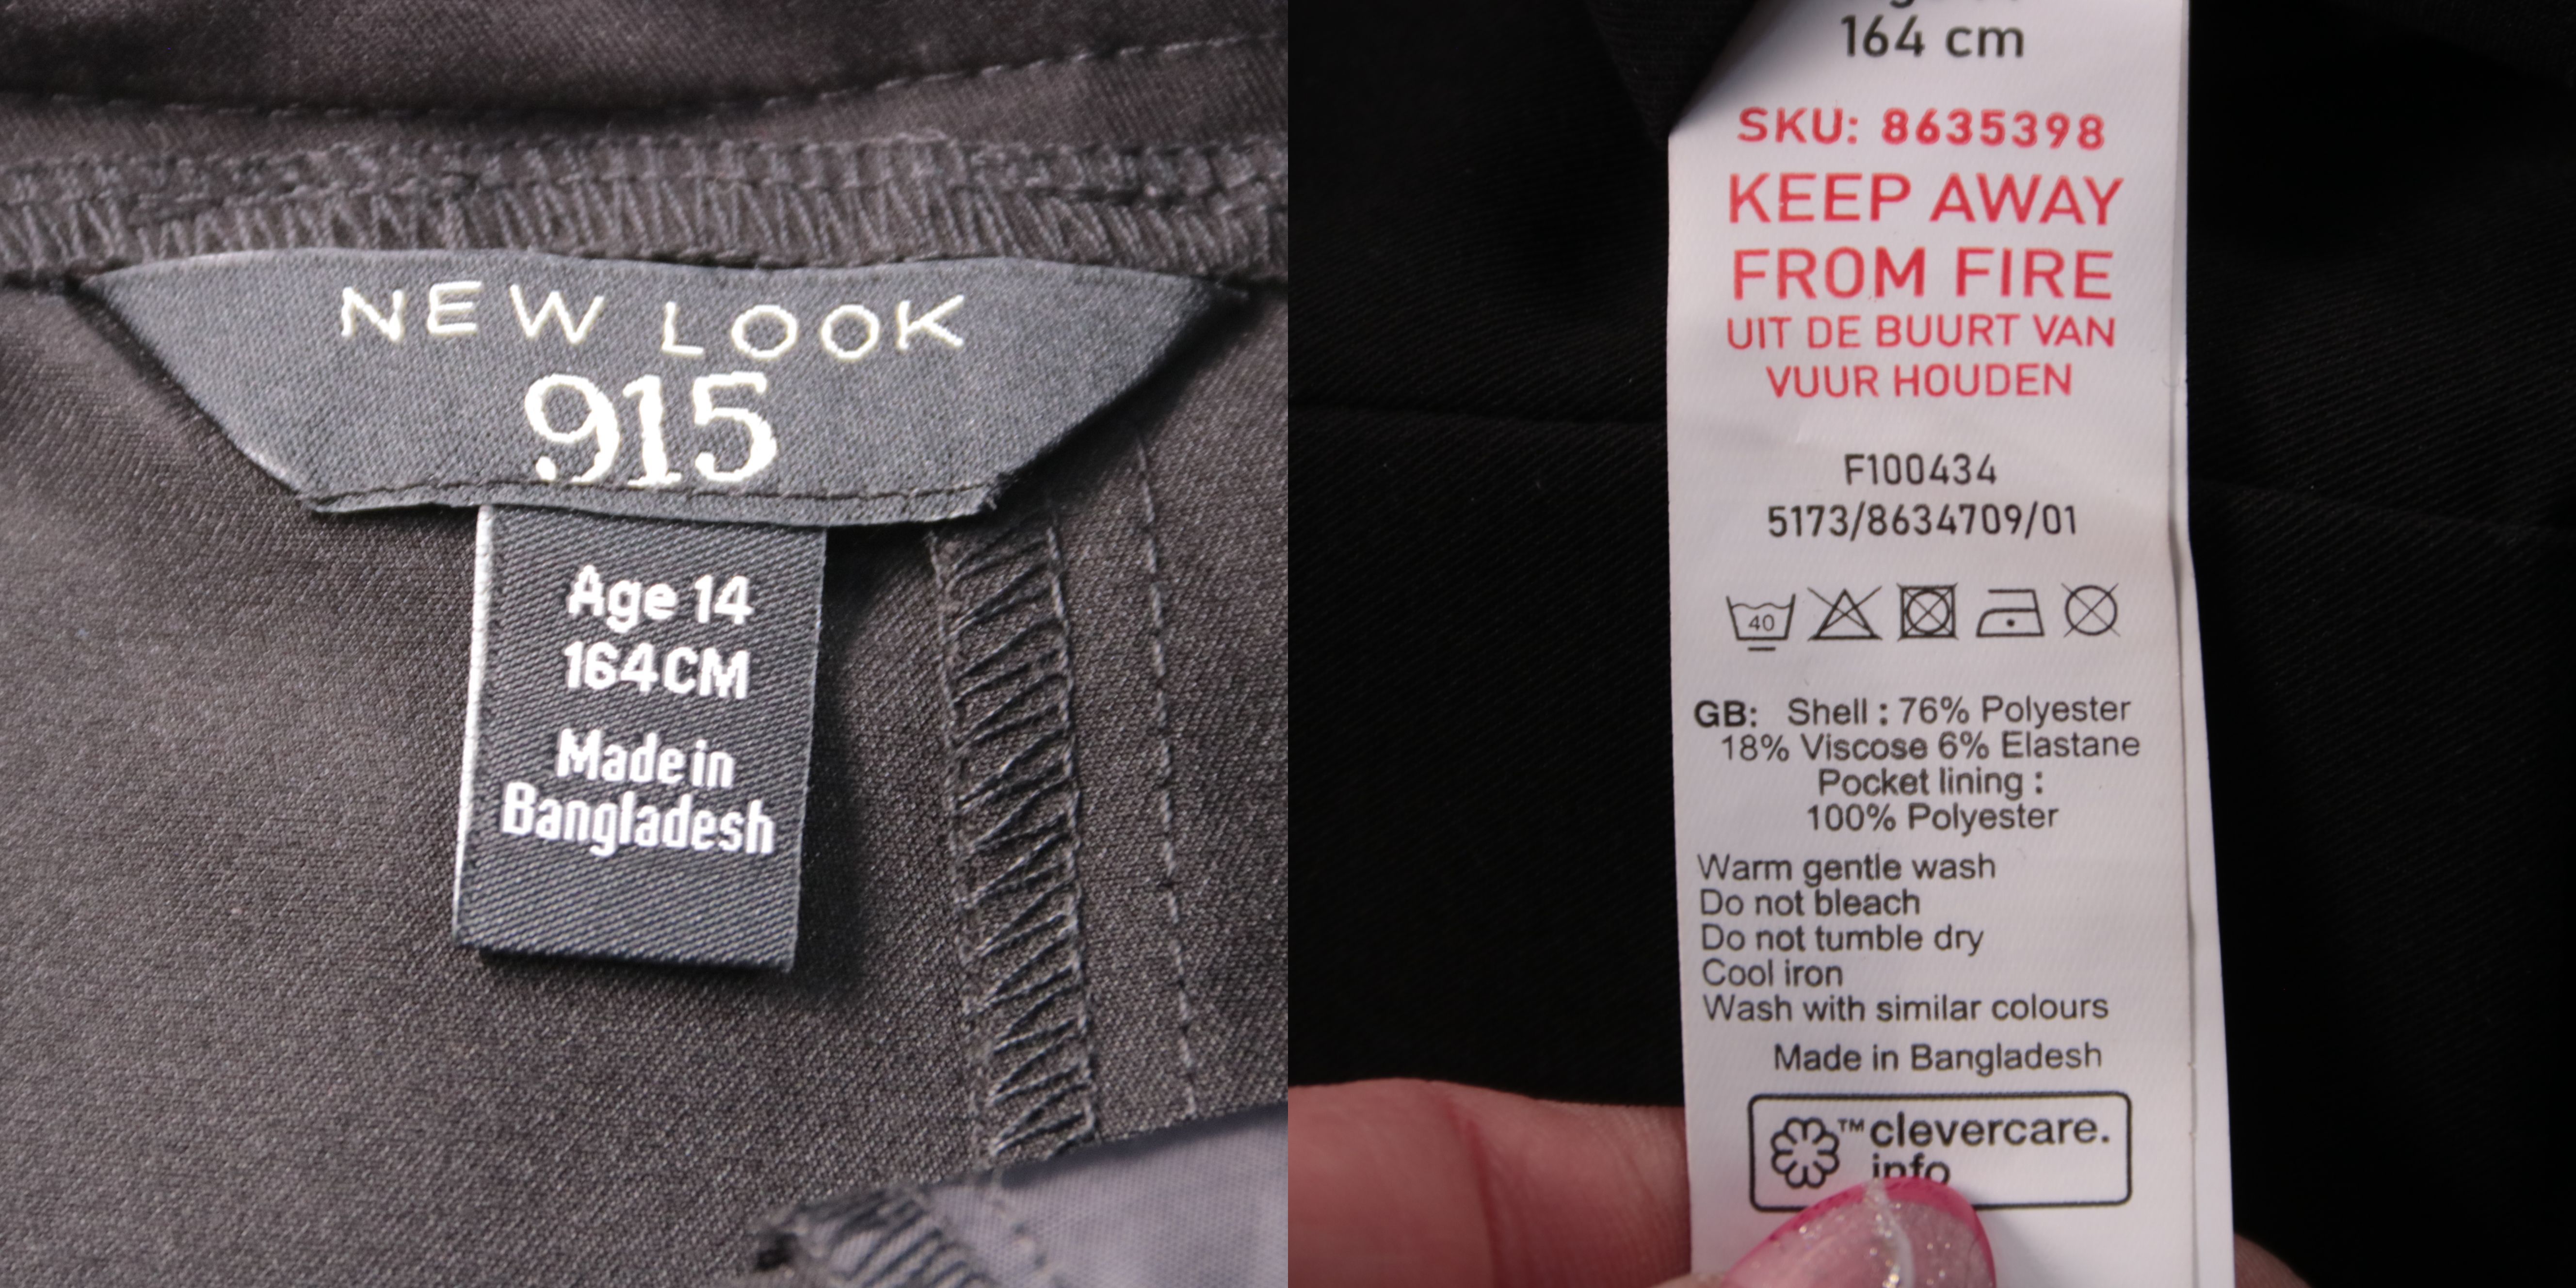 NEW LOOK
915
Age 14
164CM
Made in
Bangladesh
164 cm
SKU: 8635398
KEEP AWAY
FROM FIRE
UIT DE BUURT VAN
VUUR HOUDEN
F100434
5173/8634709/01
40
GB: Shell : 76% Polyester
18% Viscose 6% Elastane
Pocket lining :
100% Polyester
Warm gentle wash
Do not bleach
Do not tumble dry
Cool iron
Wash with similar colours
Made in Bangladesh
™clevercare.
info